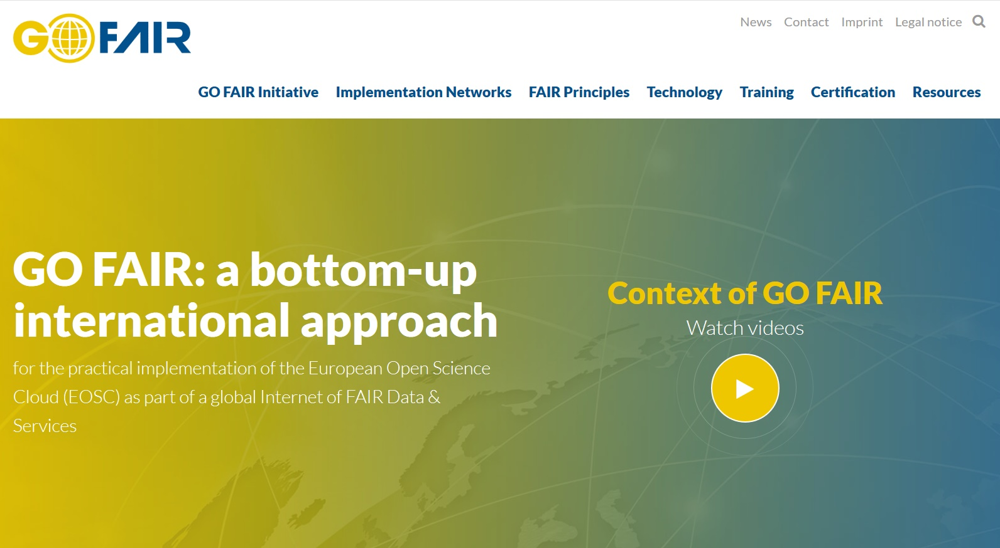 GO FAIR
News Contact Imprint Legal notice
GO FAIR Initiative Implementation Networks FAIR Principles Technology Training Certification Resources
GO FAIR: a bottom-up
international approach
for the practical implementation of the European Open Science
Cloud (EOSC) as part of a global Internet of FAIR Data &
Services
Context of GO FAIR
Watch videos